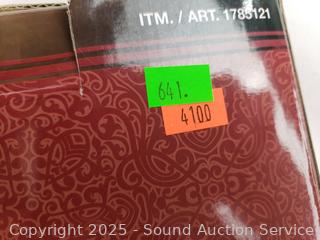 ITM. / ART. 1785121
641.
4100
Copyright © 2025 - Sound Auction Service